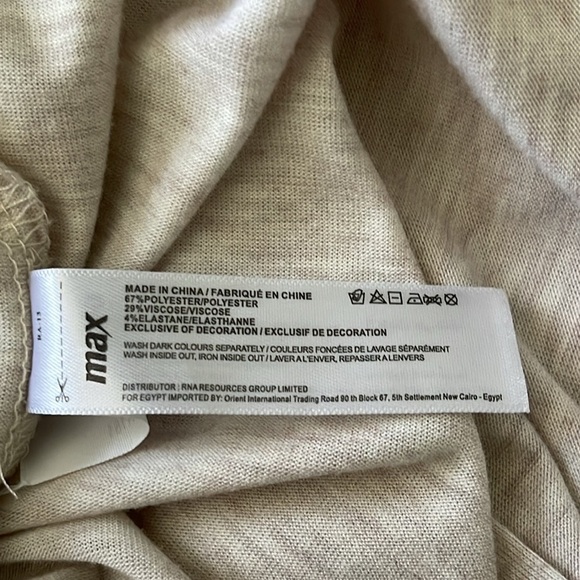 MADE IN CHINA / FABRIQUÉ EN CHINE
67%POLYESTER/POLYESTER
29%VISCOSE/VISCOSE
4%ELASTANE/ELASTHANNE
EXCLUSIVE OF DECORATION / EXCLUSIF DE DECORATION
WASH DARK COLOURS SEPARATELY / COULEURS FONCÉES DE LAVAGE SÉPARÉMENT
WASH INSIDE OUT, IRON INSIDE OUT / LAVER A L'ENVER, REPASSER A L'ENVERS
DISTRIBUTOR : RNA RESOURCES GROUP LIMITED
FOR EGYPT IMPORTED BY: Orient International Trading Road 90 th Block 67, 5th Settlement New Cairo - Egypt
max
HA-13